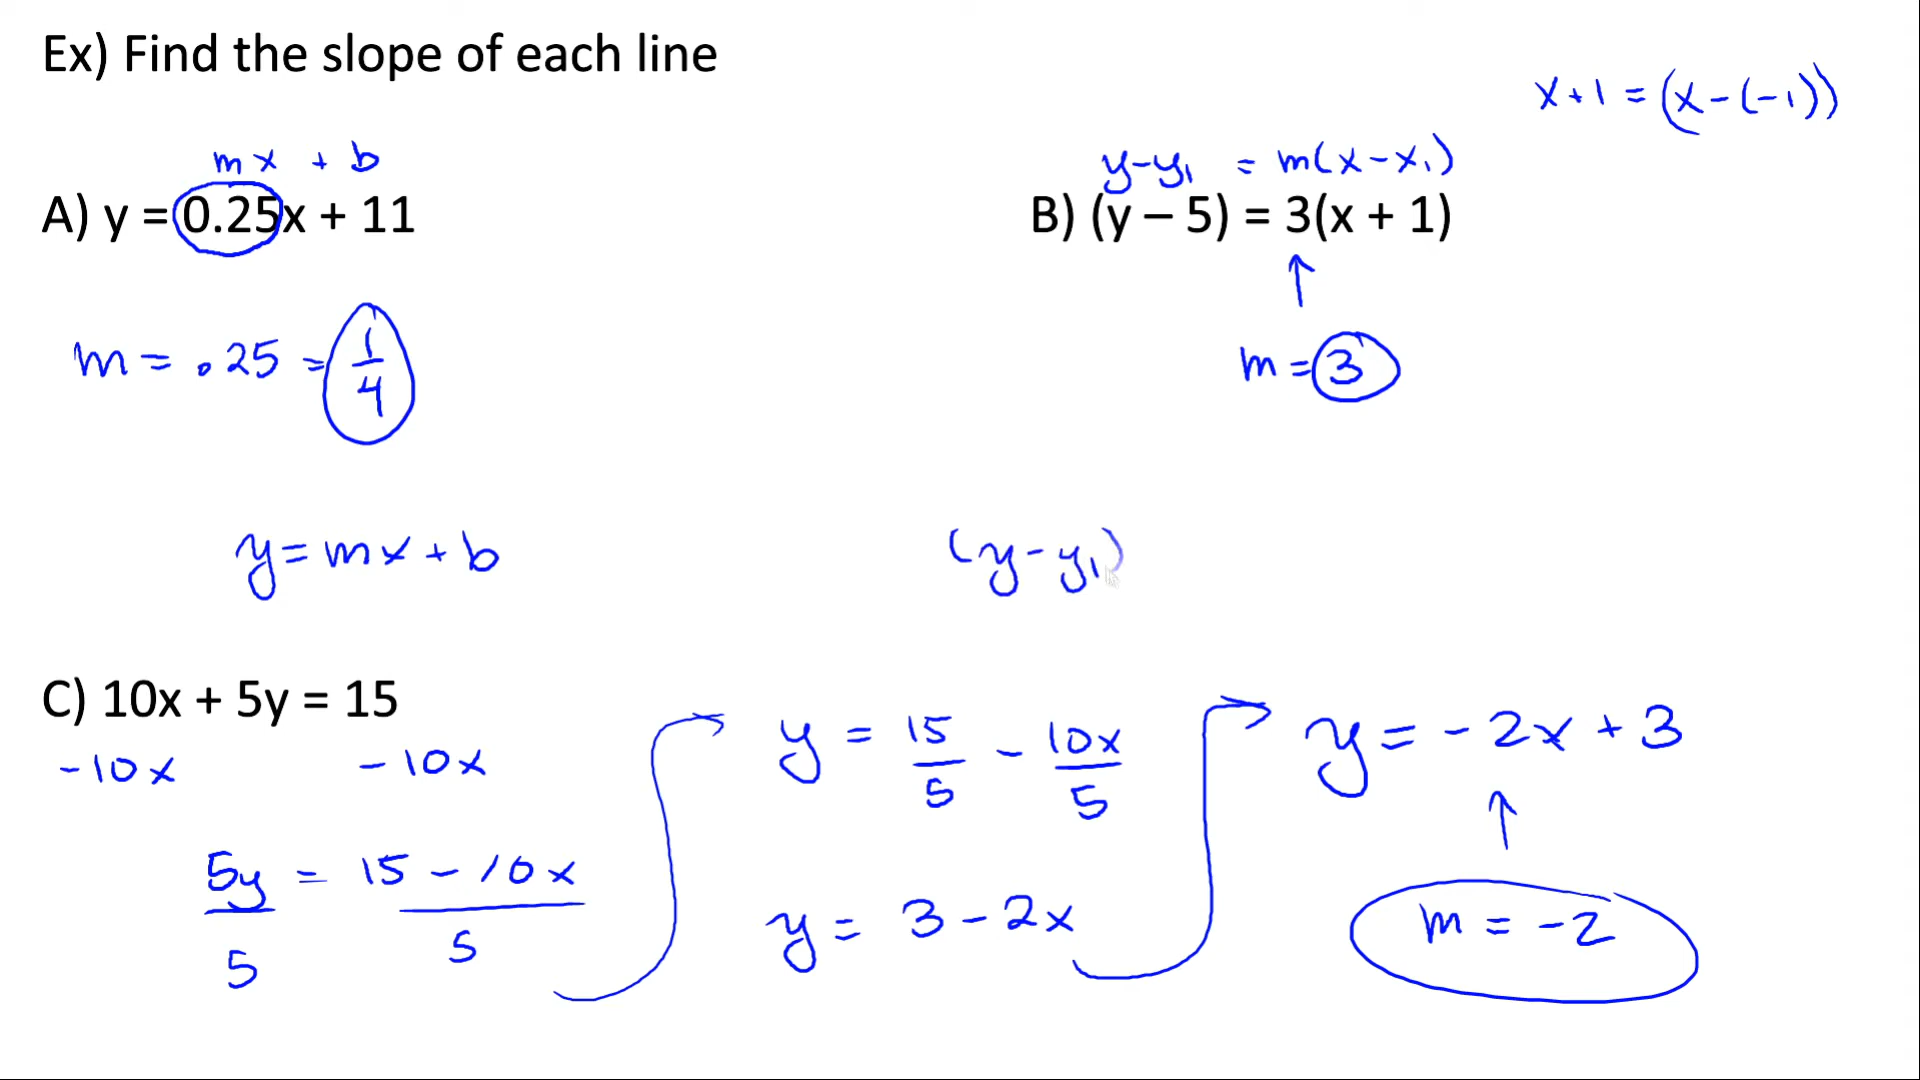 Ex) Find the slope of each line
x + 1 = (x - (-1))
mx + b
A) y = 0.25x + 11
y - y₁ = m(x - x₁)
B) (y – 5) = 3(x + 1)
m = .25 = 1/4
m = 3
y = mx + b
(y - y₁)
C) 10x + 5y = 15
-10x -10x
5y/5 = 15 - 10x/5
y = 15/5 - 10x/5
y = 3 - 2x
y = -2x + 3
m = -2